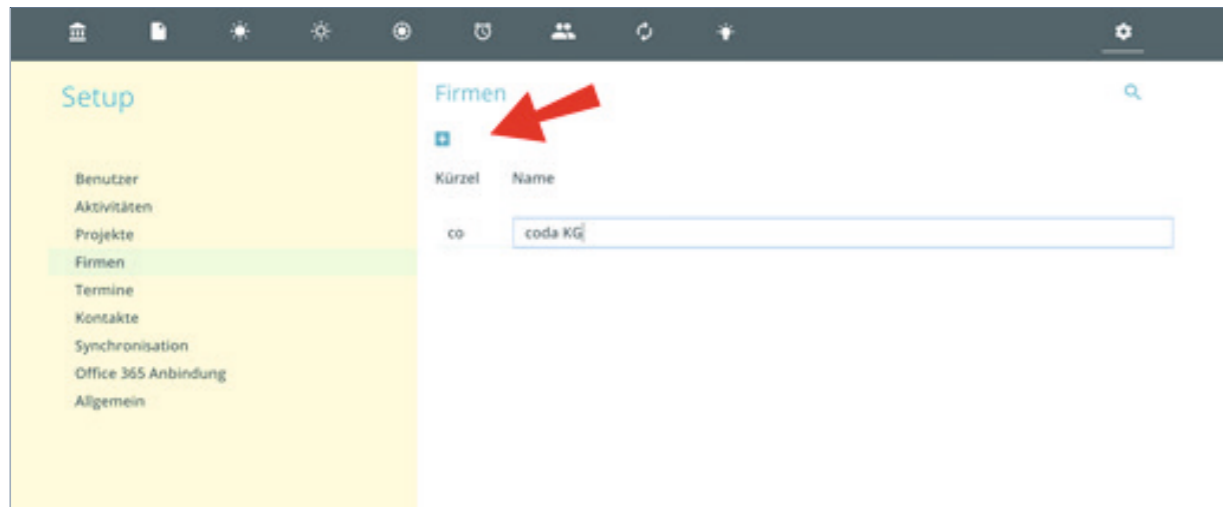 Setup
Benutzer
Aktivitäten
Projekte
Firmen
Termine
Kontakte
Synchronisation
Office 365 Anbindung
Allgemein
Firmen
Kürzel Name
co coda KG